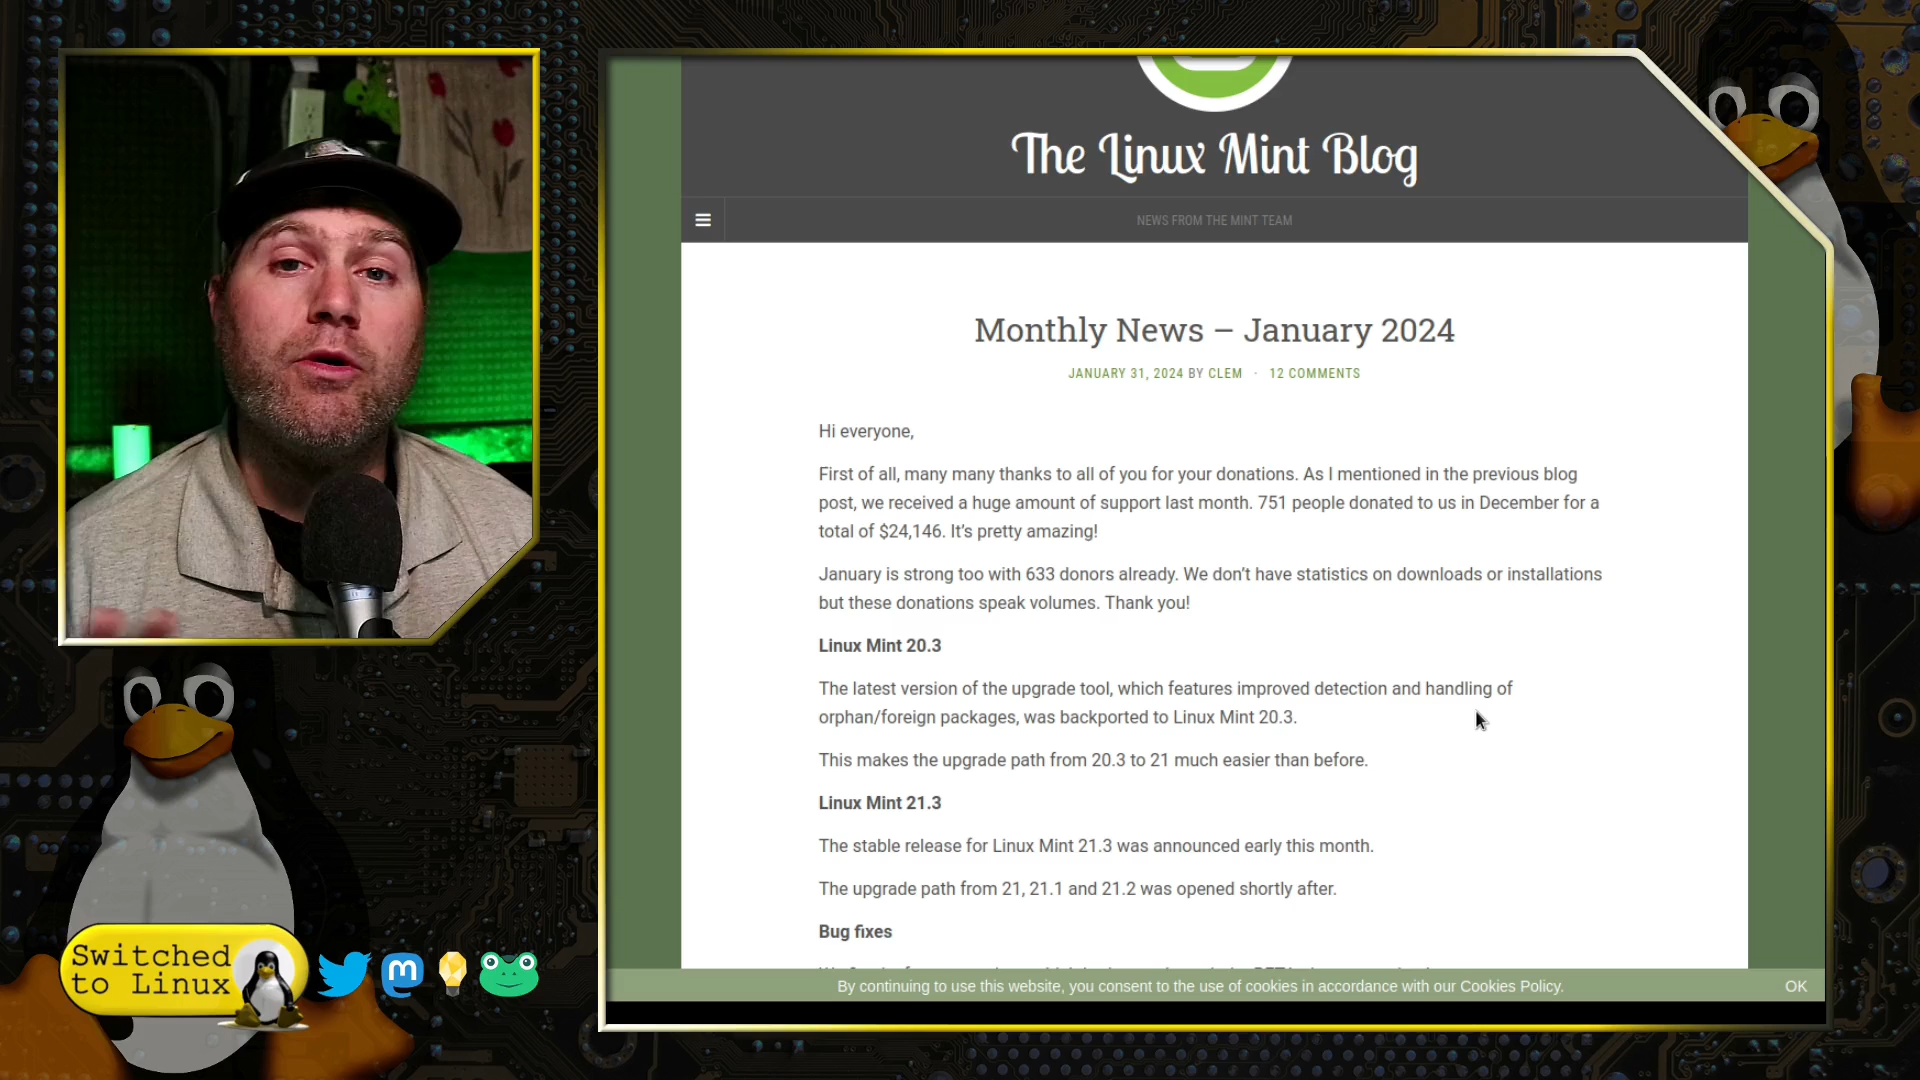 The Linux Mint Blog
NEWS FROM THE MINT TEAM
Monthly News – January 2024
JANUARY 31, 2024 BY CLEM · 12 COMMENTS
Hi everyone,
First of all, many many thanks to all of you for your donations. As I mentioned in the previous blog
post, we received a huge amount of support last month. 751 people donated to us in December for a
total of $24,146. It’s pretty amazing!
January is strong too with 633 donors already. We don’t have statistics on downloads or installations
but these donations speak volumes. Thank you!
Linux Mint 20.3
The latest version of the upgrade tool, which features improved detection and handling of
orphan/foreign packages, was backported to Linux Mint 20.3.
This makes the upgrade path from 20.3 to 21 much easier than before.
Linux Mint 21.3
The stable release for Linux Mint 21.3 was announced early this month.
The upgrade path from 21, 21.1 and 21.2 was opened shortly after.
Bug fixes
By continuing to use this website, you consent to the use of cookies in accordance with our Cookies Policy.
OK
Switched
to Linux
m